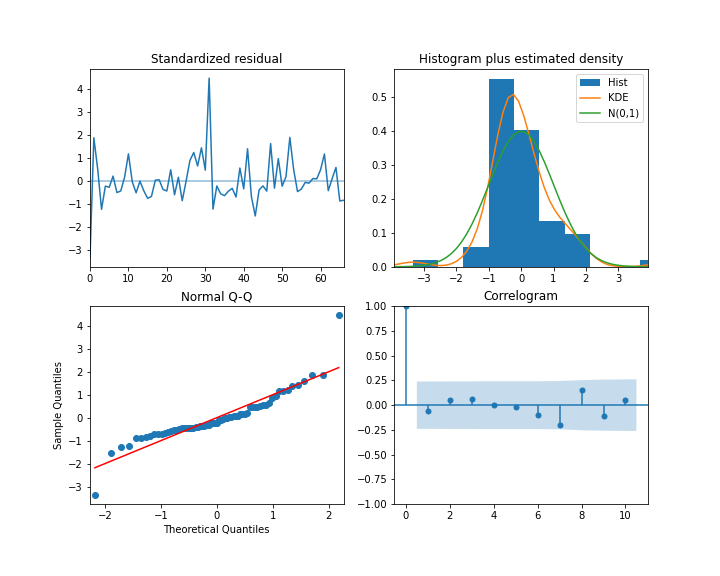 Standardized residual
4
3
2
1
0
−1
−2
−3
0 10 20 30 40 50 60
Histogram plus estimated density
Hist
KDE
N(0,1)
0.5
0.4
0.3
0.2
0.1
0.0
−3 −2 −1 0 1 2 3
Normal Q-Q
Sample Quantiles
4
3
2
1
0
−1
−2
−3
−2 −1 0 1 2
Theoretical Quantiles
Correlogram
1.00
0.75
0.50
0.25
0.00
−0.25
−0.50
−0.75
−1.00
0 2 4 6 8 10